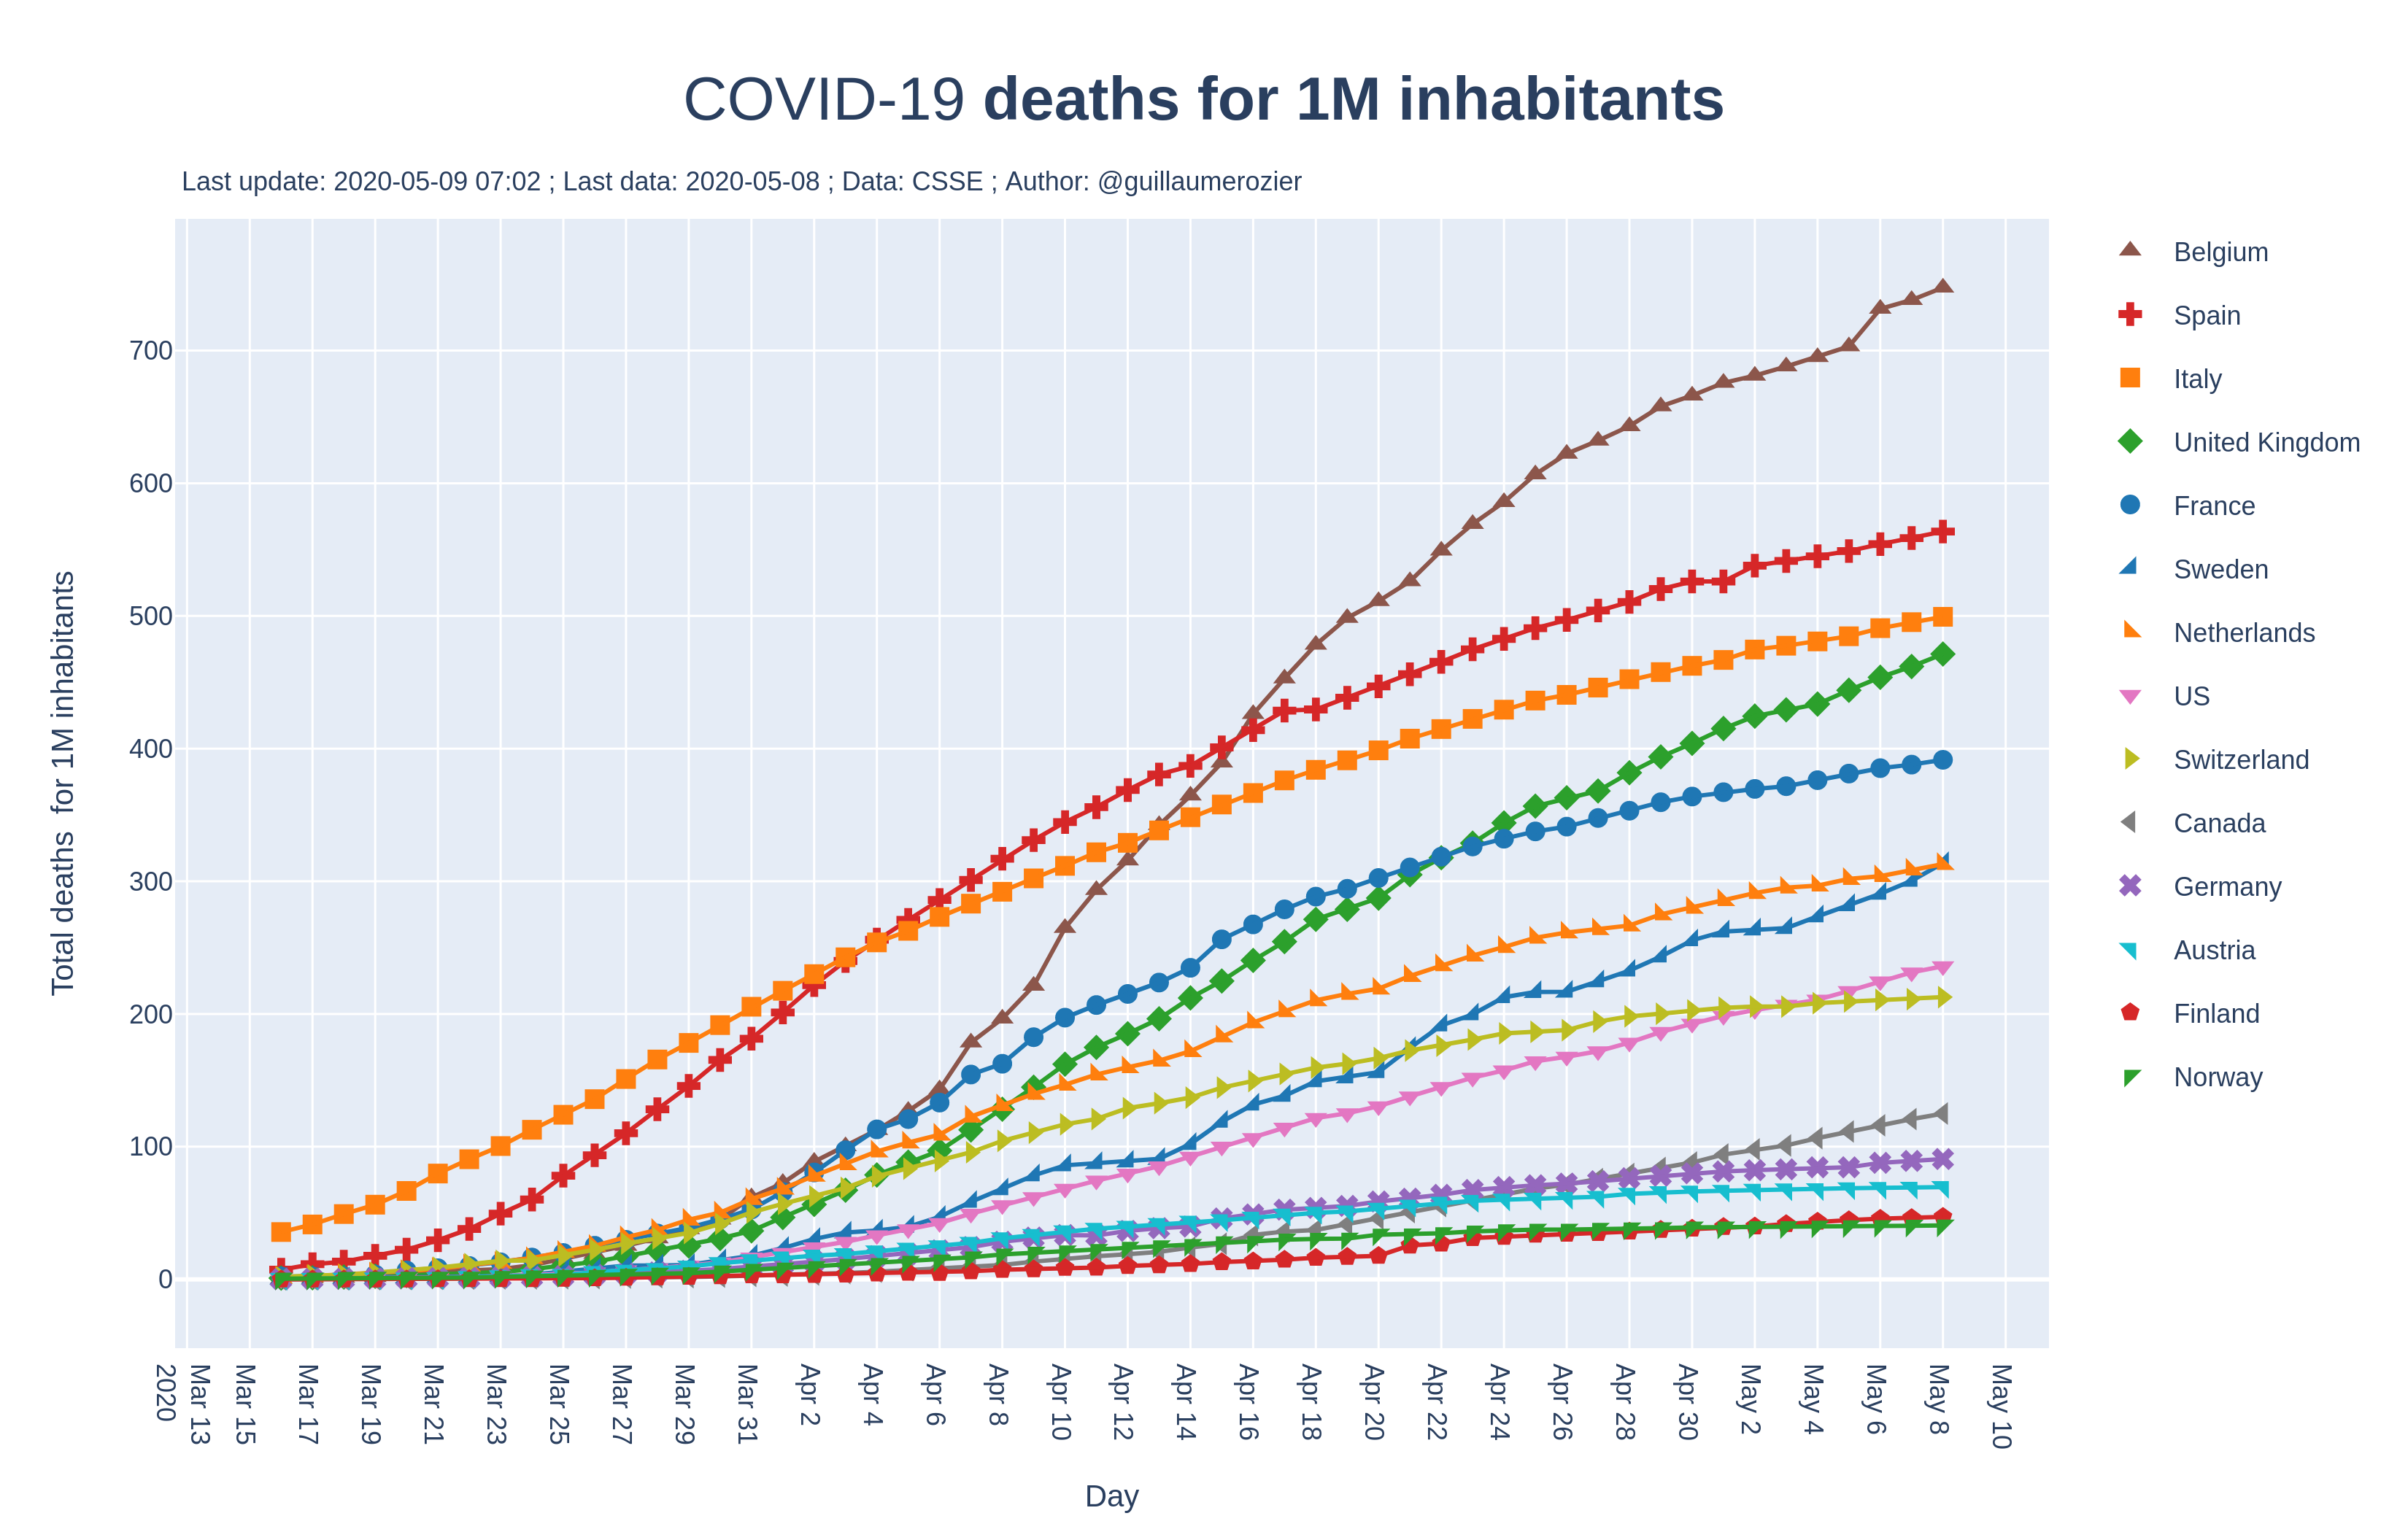 COVID-19 deaths for 1M inhabitants
Last update: 2020-05-09 07:02 ; Last data: 2020-05-08 ; Data: CSSE ; Author: @guillaumerozier
Total deaths  for 1M inhabitants
700
600
500
400
300
200
100
0
Mar 13
2020
Mar 15
Mar 17
Mar 19
Mar 21
Mar 23
Mar 25
Mar 27
Mar 29
Mar 31
Apr 2
Apr 4
Apr 6
Apr 8
Apr 10
Apr 12
Apr 14
Apr 16
Apr 18
Apr 20
Apr 22
Apr 24
Apr 26
Apr 28
Apr 30
May 2
May 4
May 6
May 8
May 10
Day
Belgium
Spain
Italy
United Kingdom
France
Sweden
Netherlands
US
Switzerland
Canada
Germany
Austria
Finland
Norway